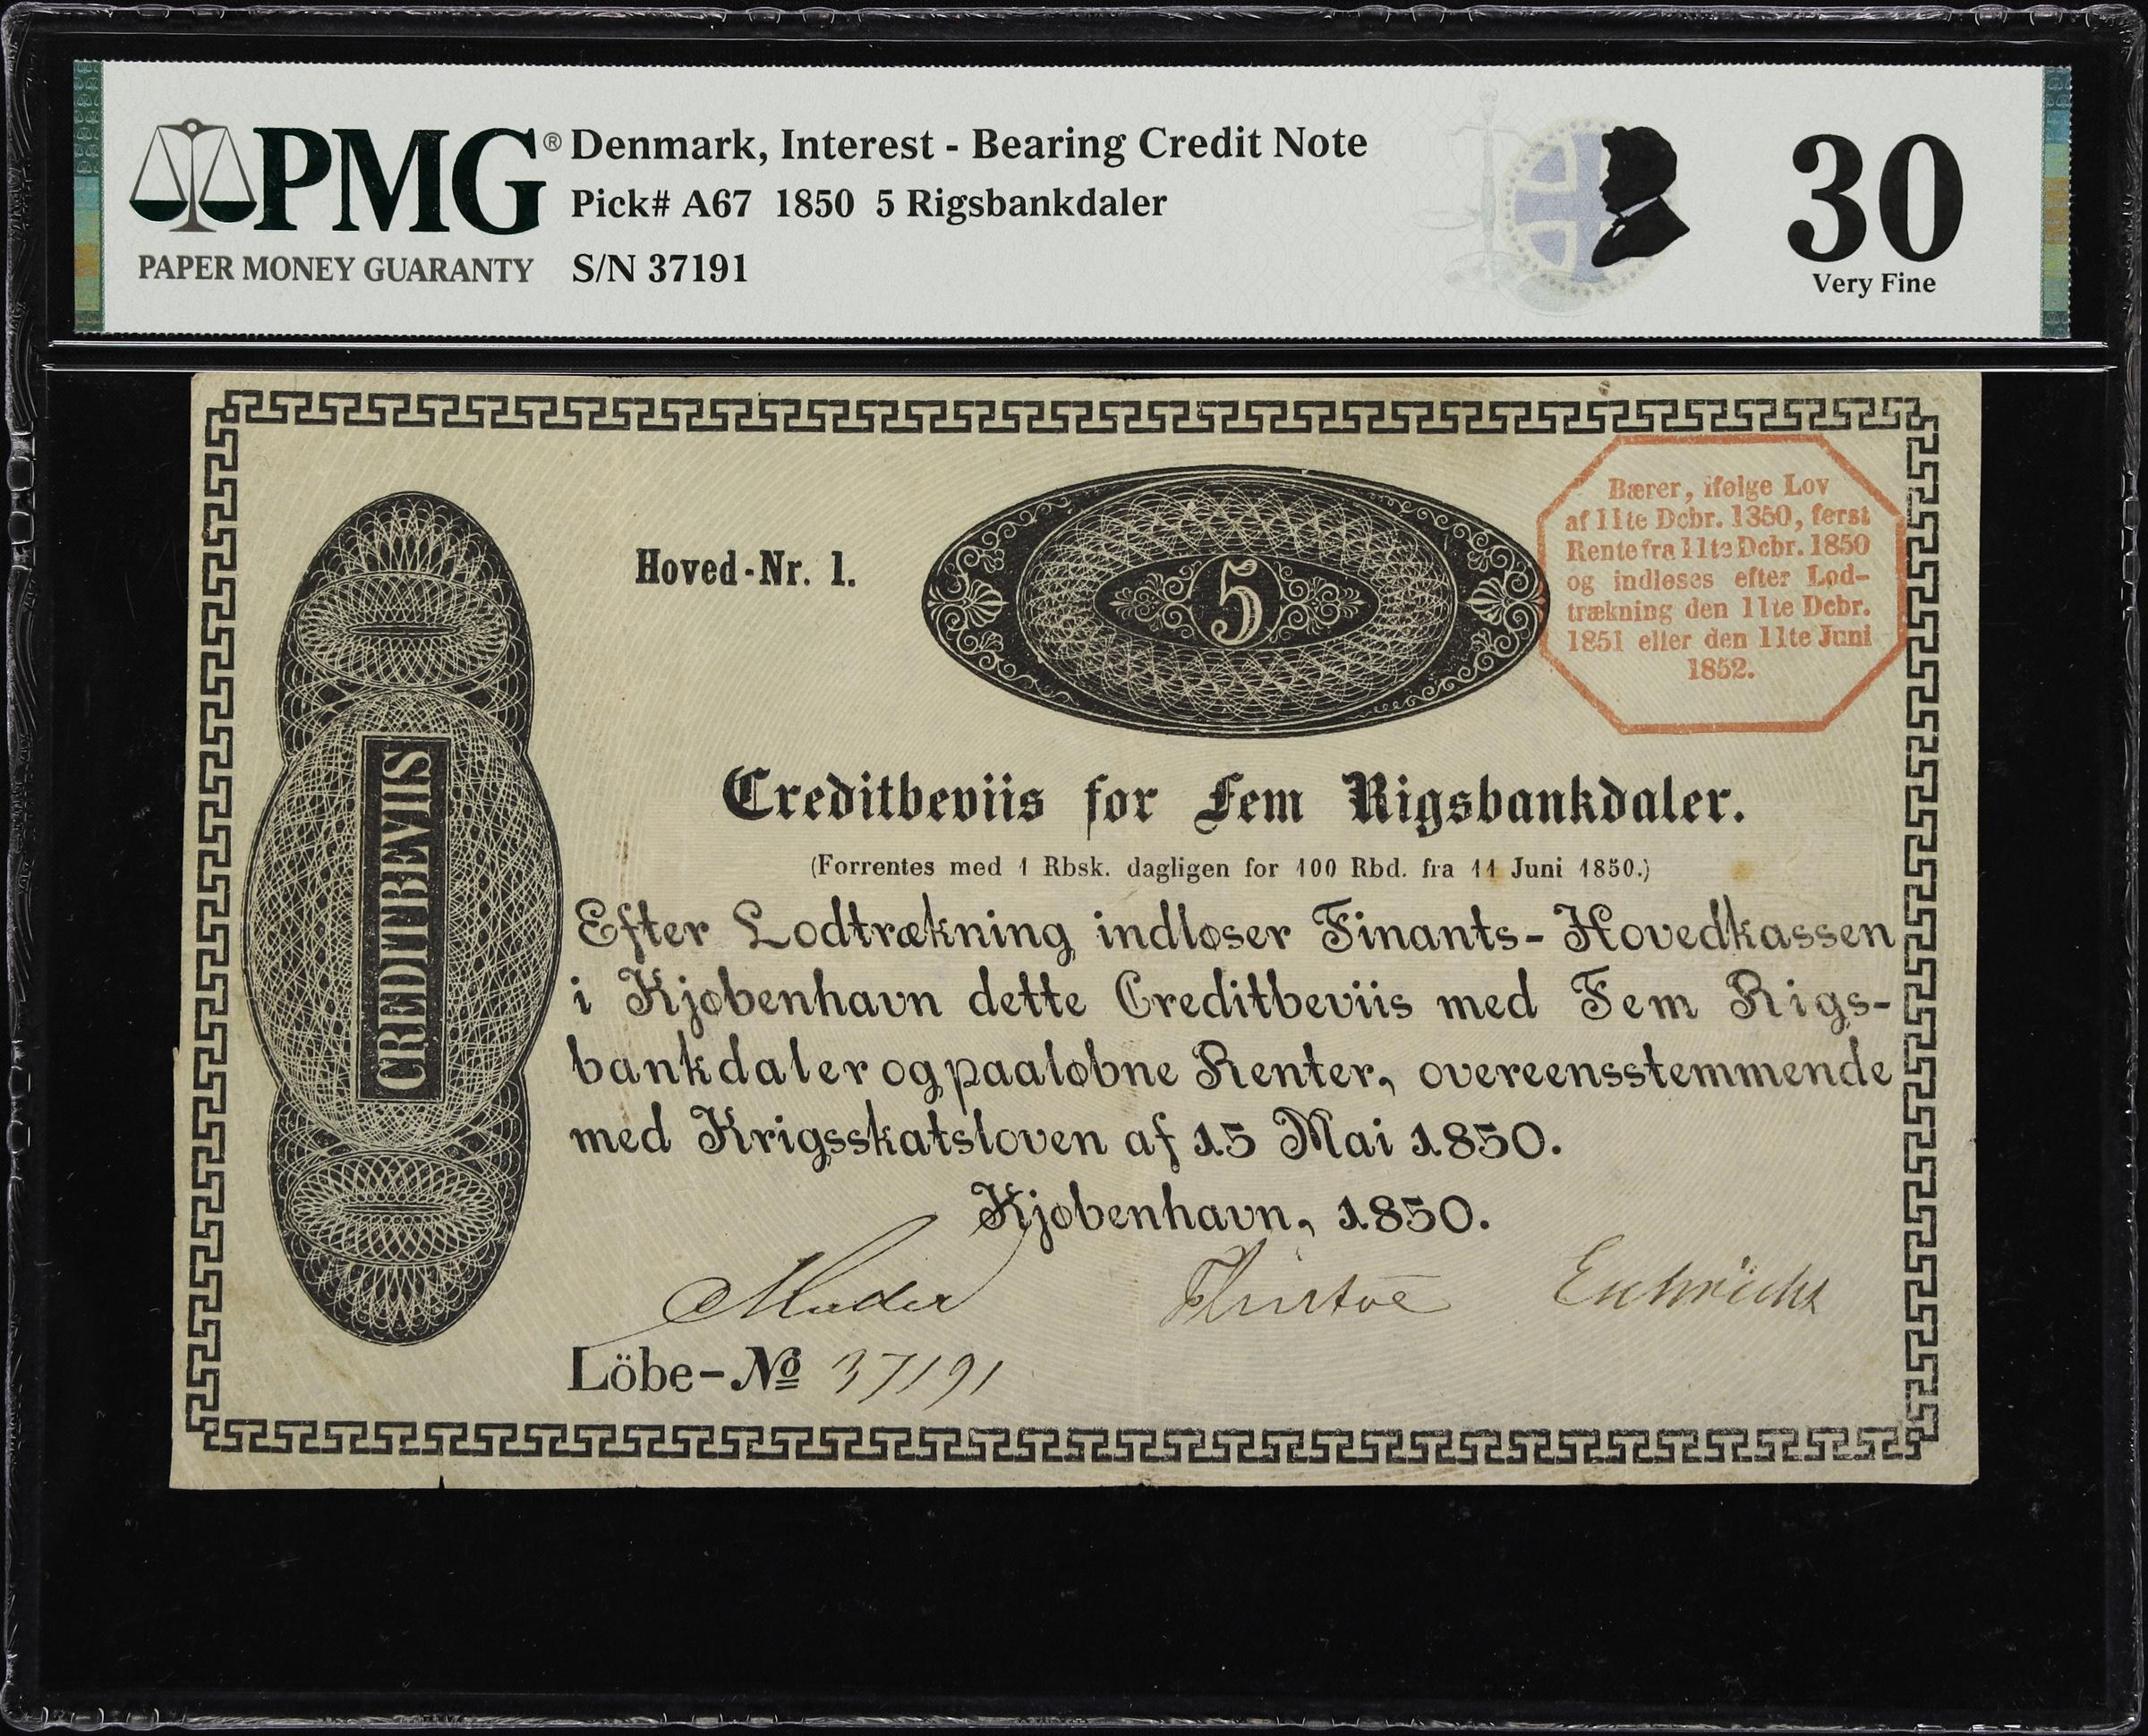 PMG® Denmark, Interest - Bearing Credit Note
Pick# A67 1850 5 Rigsbankdaler
PAPER MONEY GUARANTY S/N 37191
30
Very Fine
Hoved-Nr. 1.
5
Bærer, ifølge Lov
af 11te Dcbr. 1850, først
Rente fra 11te Dcbr. 1850
og indløses efter Lod-
trækning den 11te Dcbr.
1851 eller den 11te Juni
1852.
CREDITBEVIIS
Creditbeviis for Fem Rigsbankdaler.
(Forrentes med 1 Rbsk. dagligen for 100 Rbd. fra 11 Juni 1850.)
Efter Lodtrækning indløser Finants-Hovedkassen
i Kjøbenhavn dette Creditbeviis med Fem Rigs-
bankdaler og paaløbne Renter, overeensstemmende
med Krigsskatsloven af 15 Mai 1850.
Kjøbenhavn, 1850.
Löbe-No 37191